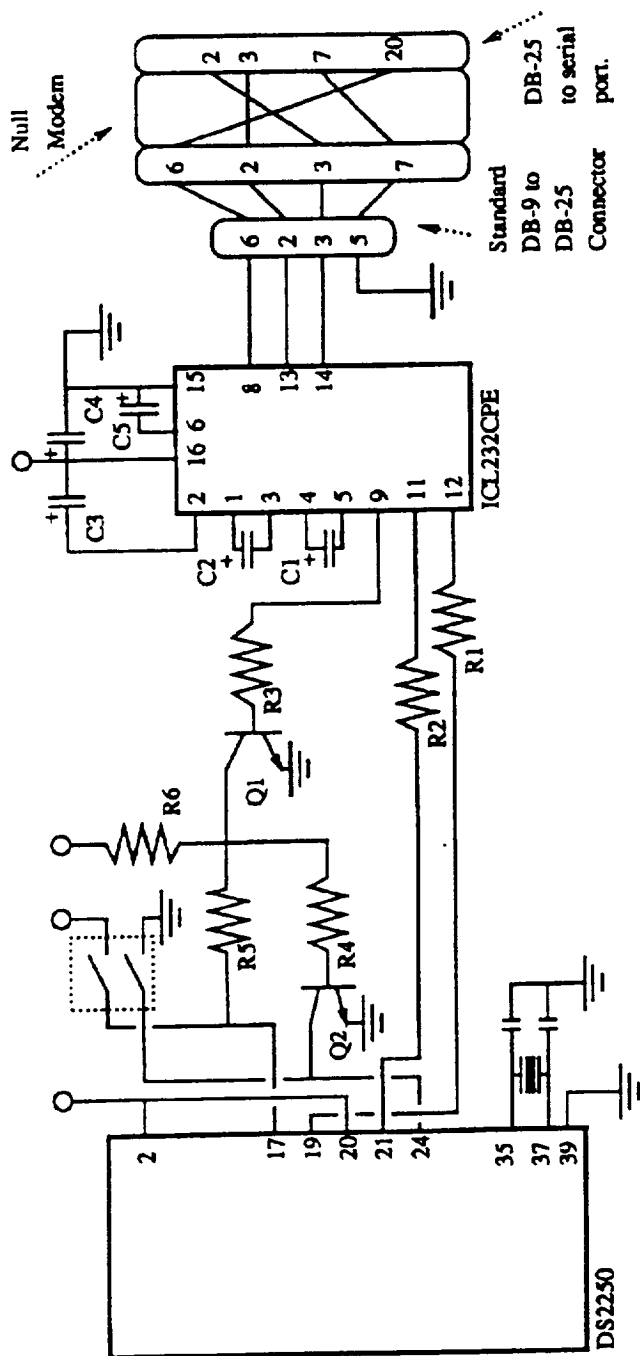 Null
Modem
2
3
7
20
6
2
3
7
6
2
3
5
DB-25
to serial
port.
Standard
DB-9 to
DB-25
Connector
C4
+
C5
+
C3
+
15
6
16
2
8
13
14
1
3
4
5
9
11
12
ICL232CPE
C2
+
C1
+
R3
Q1
R6
R2
R1
R5
R4
Q2
2
17
19
20
21
24
35
37
39
DS2250